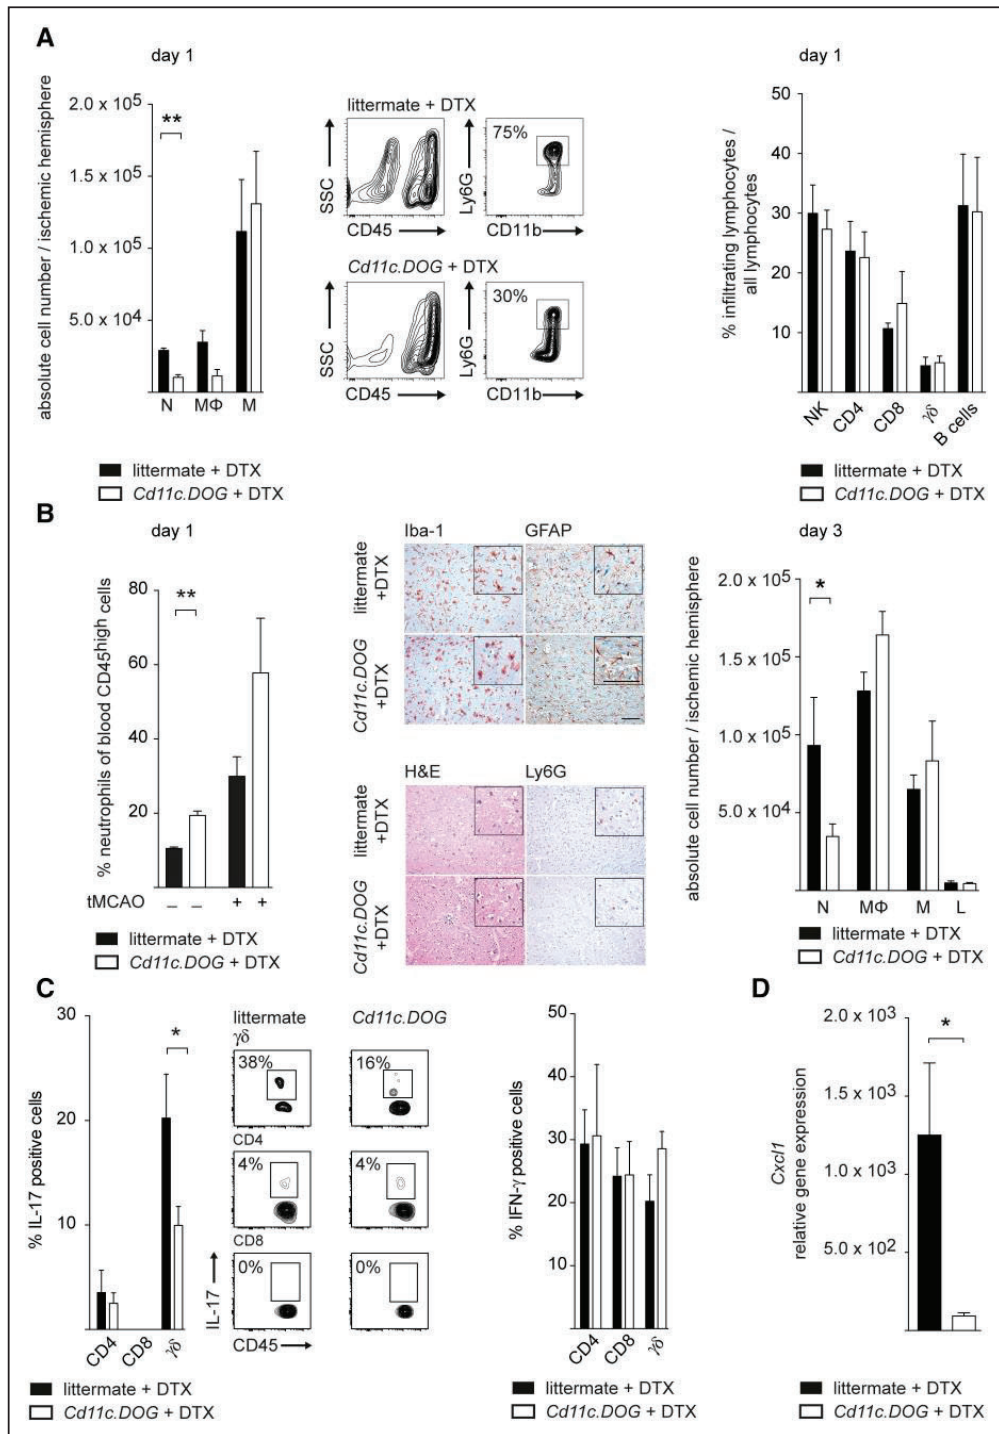 A
day 1
absolute cell number / ischemic hemisphere
2.0 x 10⁵
1.5 x 10⁵
1.0 x 10⁵
5.0 x 10⁴
**
N MΦ M
littermate + DTX
Cd11c.DOG + DTX
littermate + DTX
SSC
CD45
Ly6G
75%
CD11b
Cd11c.DOG + DTX
SSC
CD45
Ly6G
30%
CD11b
day 1
% infiltrating lymphocytes /
all lymphocytes
50
40
30
20
10
NK CD4 CD8 γδ B cells
littermate + DTX
Cd11c.DOG + DTX
B
day 1
% neutrophils of blood CD45high cells
80
60
40
20
**
tMCAO – – + +
littermate + DTX
Cd11c.DOG + DTX
Iba-1 GFAP
littermate
+DTX
Cd11c.DOG
+DTX
H&E Ly6G
littermate
+DTX
Cd11c.DOG
+DTX
day 3
absolute cell number / ischemic hemisphere
2.0 x 10⁵
1.5 x 10⁵
1.0 x 10⁵
5.0 x 10⁴
*
N MΦ M L
littermate + DTX
Cd11c.DOG + DTX
C
% IL-17 positive cells
30
20
10
*
CD4 CD8 γδ
littermate + DTX
Cd11c.DOG + DTX
littermate Cd11c.DOG
γδ
38% 16%
CD4
4% 4%
CD8
0% 0%
IL-17
CD45
% IFN-γ positive cells
50
40
30
20
10
CD4 CD8 γδ
littermate + DTX
Cd11c.DOG + DTX
D
Cxcl1
relative gene expression
2.0 x 10³
1.5 x 10³
1.0 x 10³
5.0 x 10²
*
littermate + DTX
Cd11c.DOG + DTX